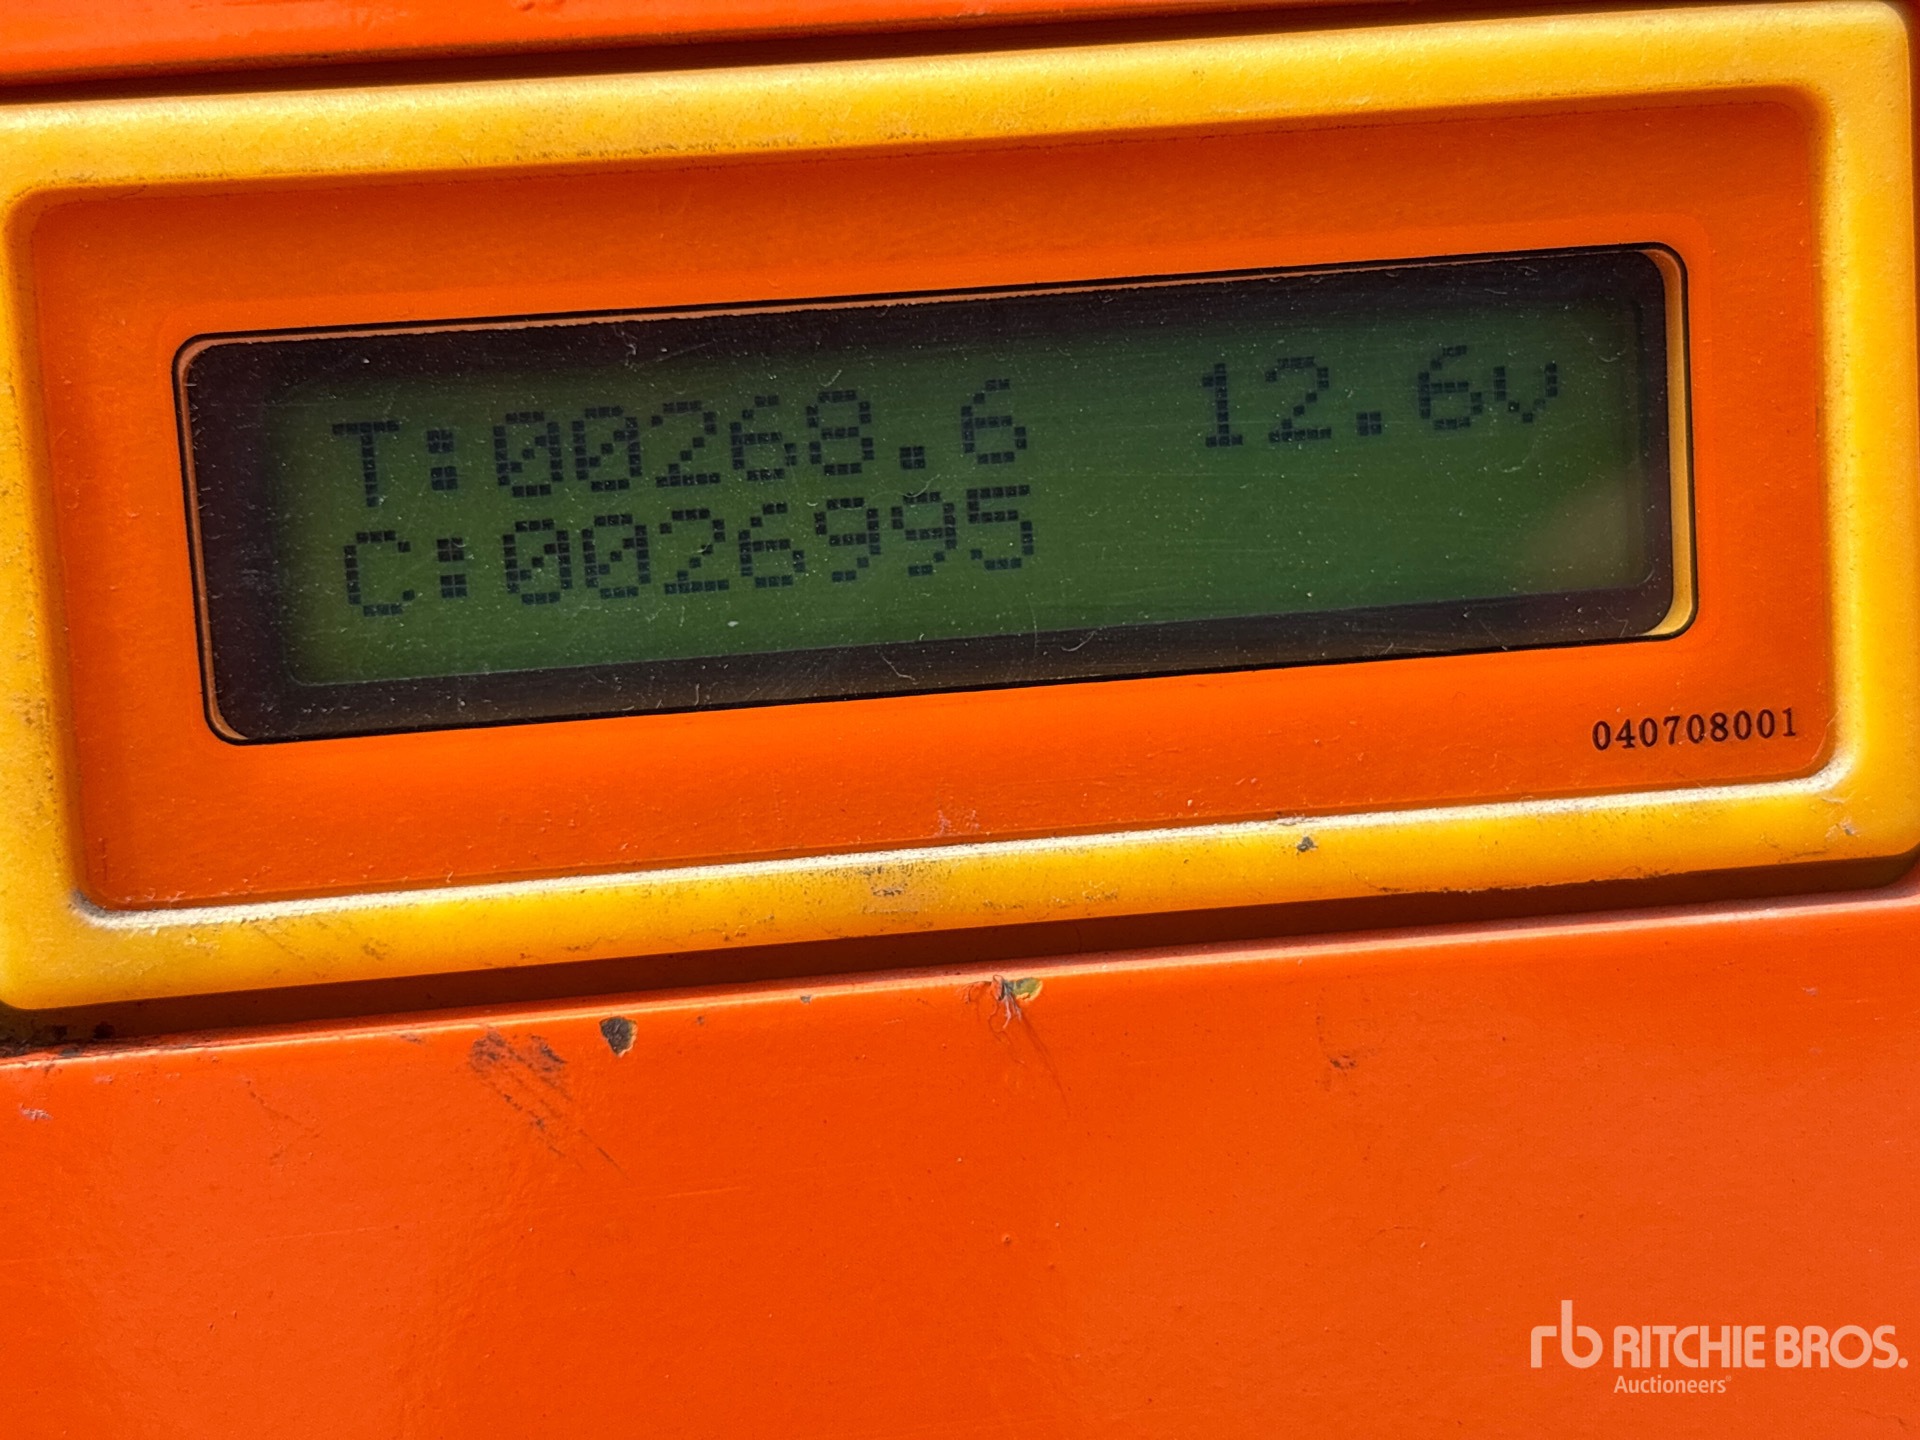 T:00268.6 12.6v
C:0026995
040708001
rb RITCHIE BROS.
Auctioneers